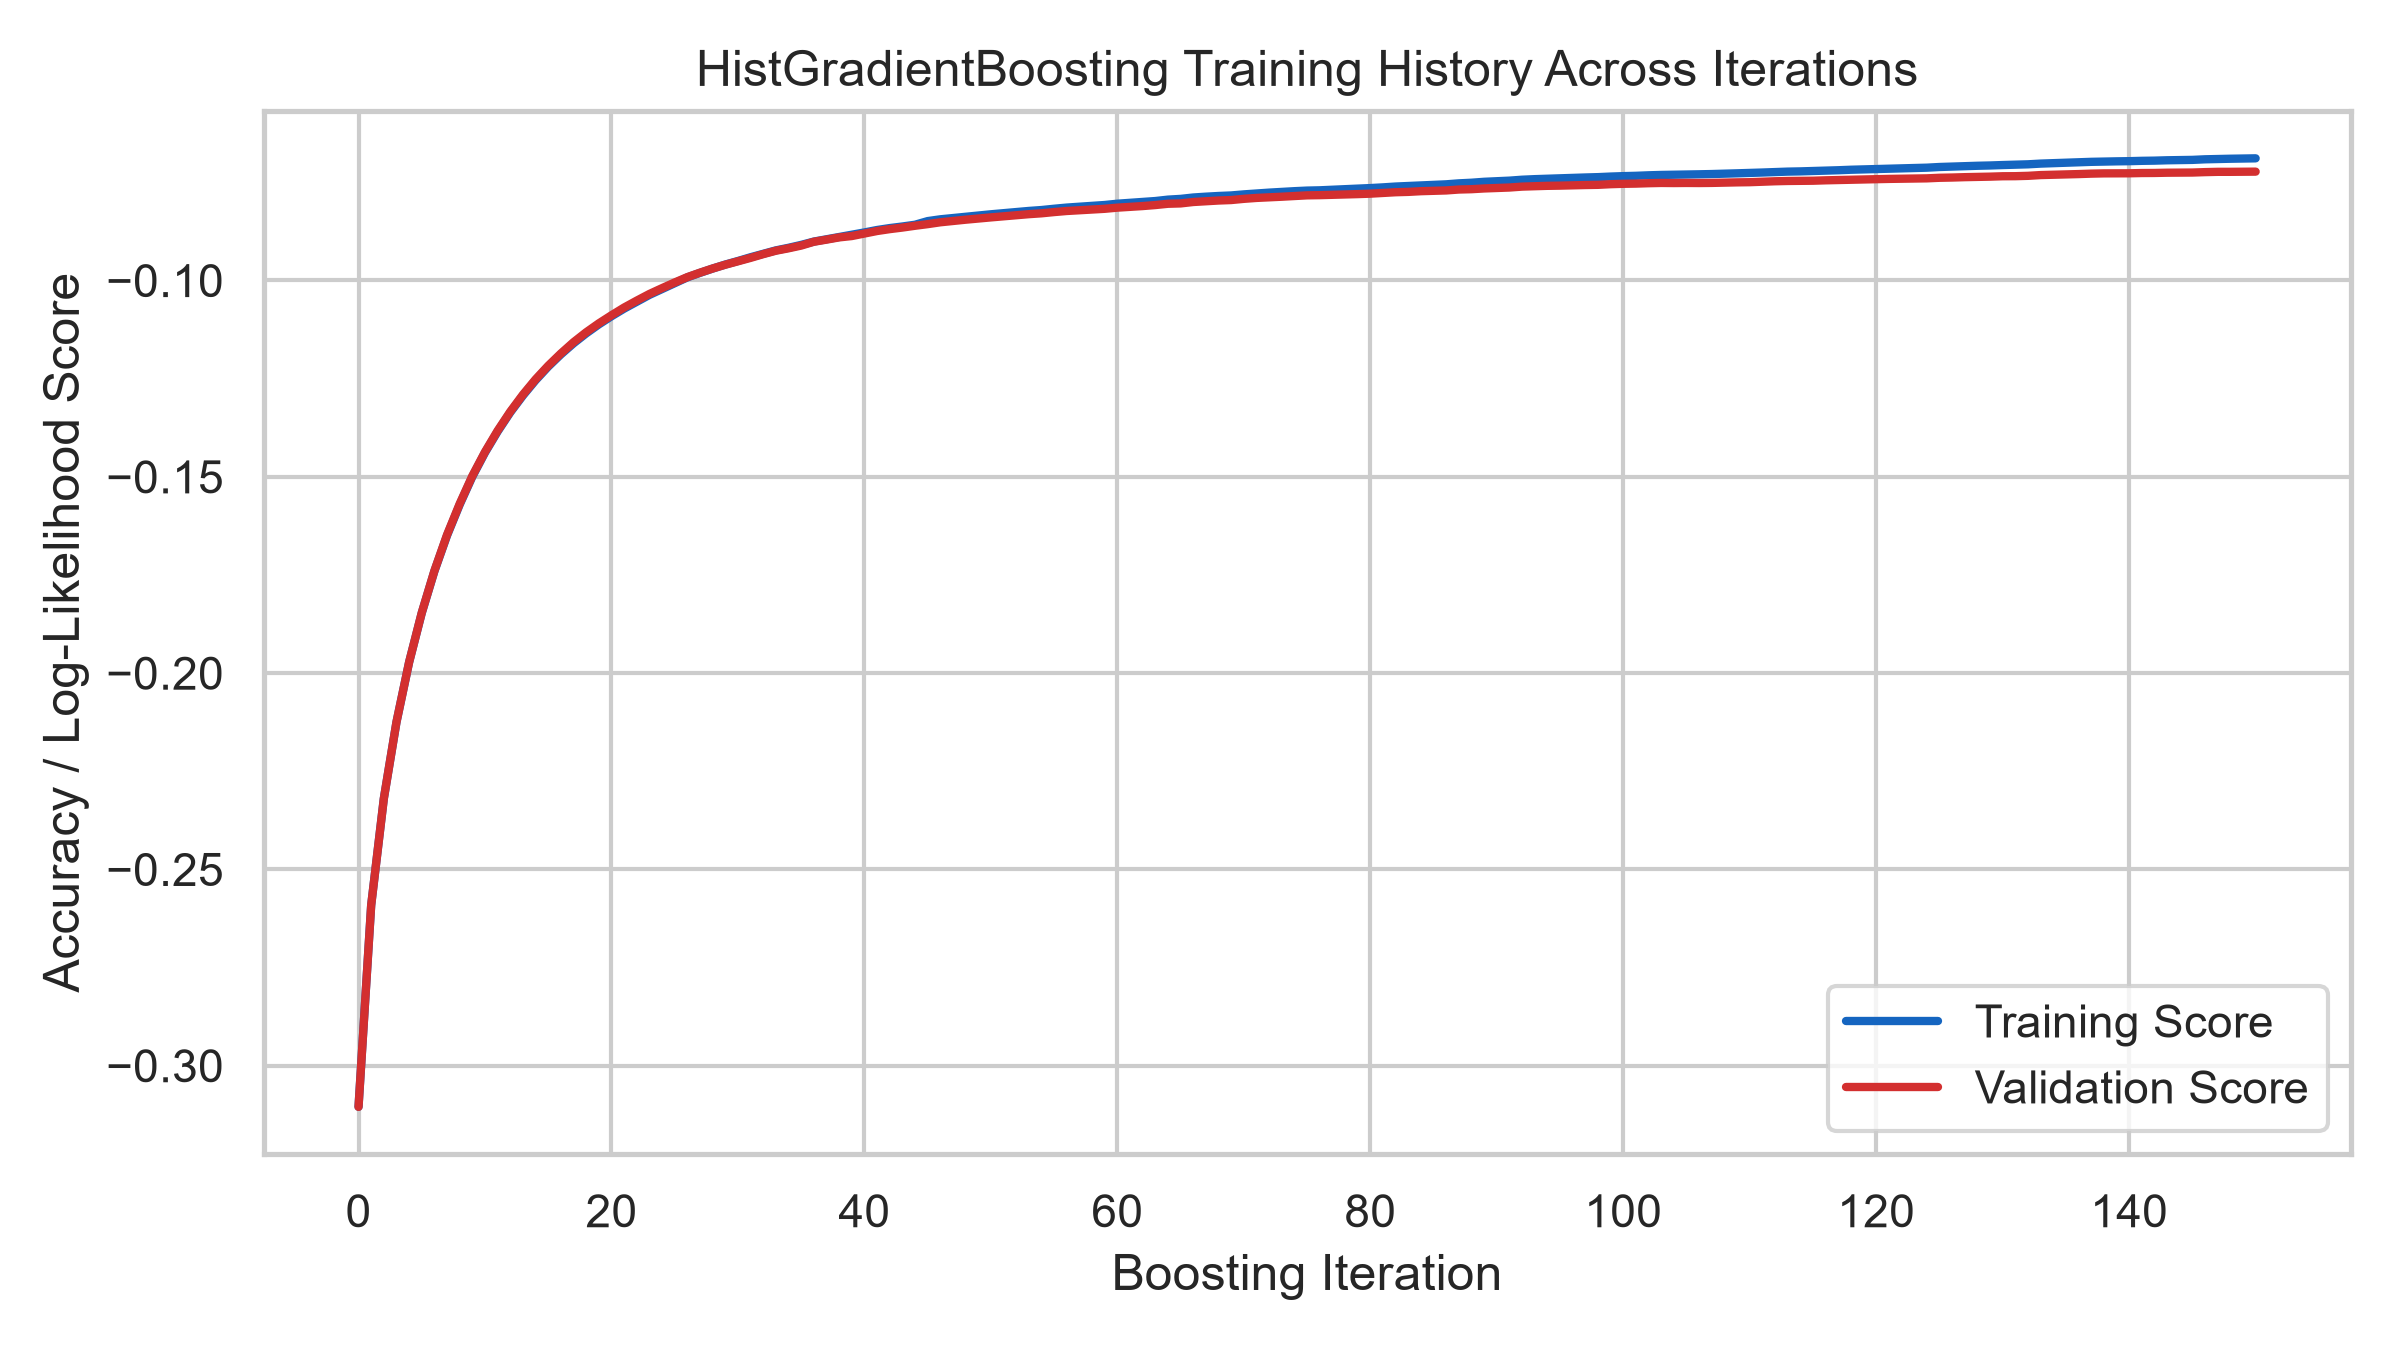 HistGradientBoosting Training History Across Iterations
Accuracy / Log-Likelihood Score
−0.10
−0.15
−0.20
−0.25
−0.30
Training Score
Validation Score
0 20 40 60 80 100 120 140
Boosting Iteration